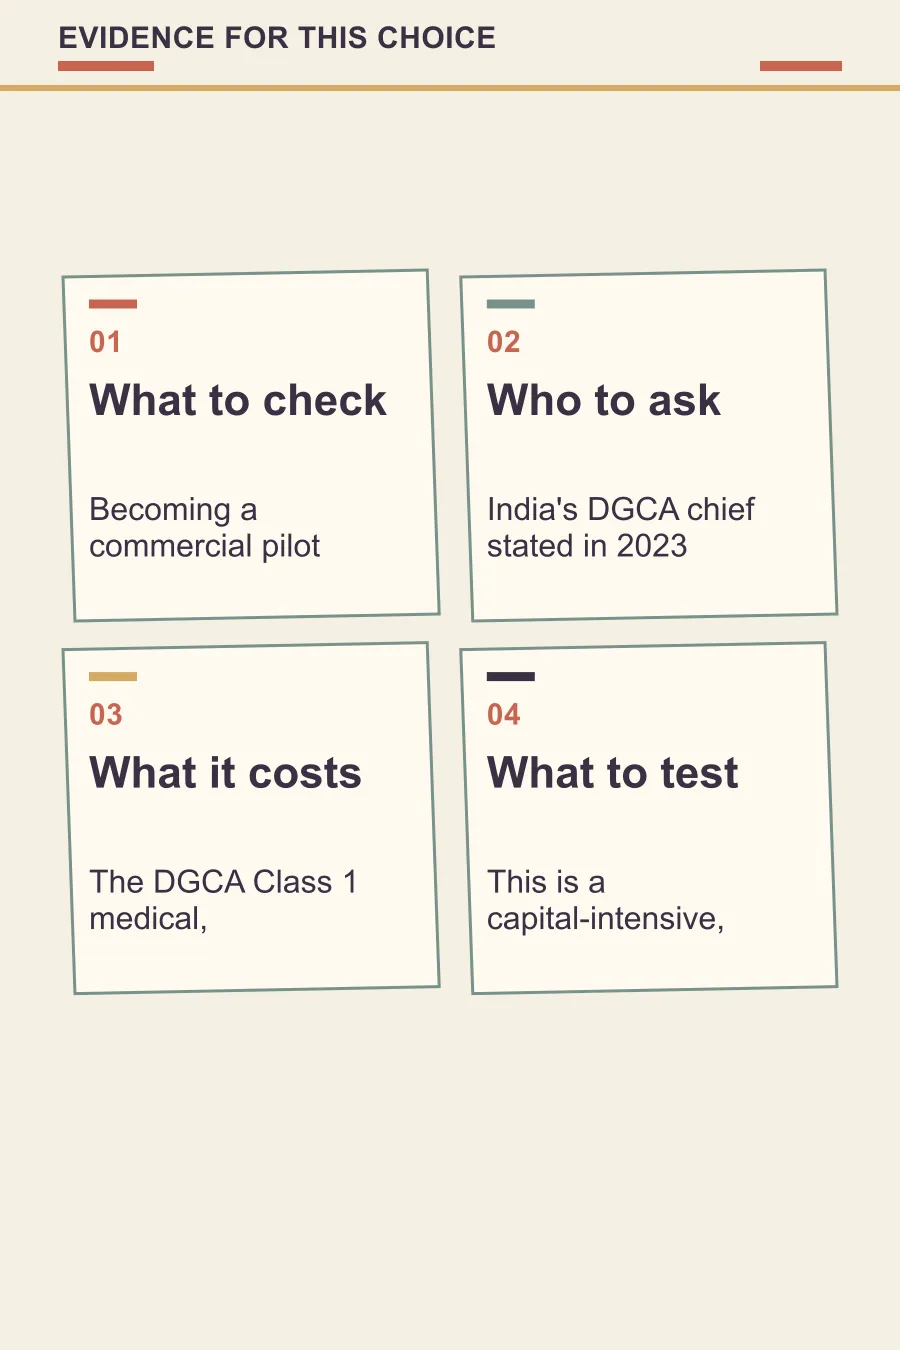 EVIDENCE FOR THIS CHOICE
01
What to check
Becoming a
commercial pilot
02
Who to ask
India's DGCA chief
stated in 2023
03
What it costs
The DGCA Class 1
medical,
04
What to test
This is a
capital-intensive,